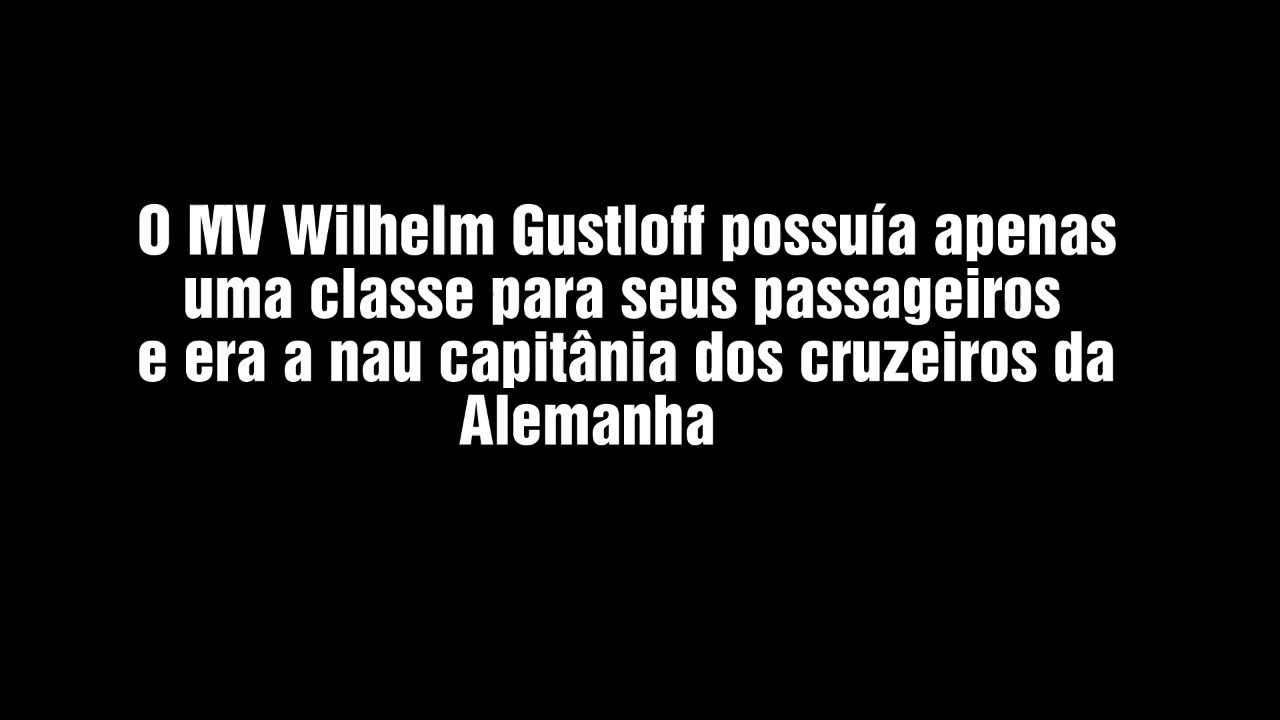 O MV Wilhelm Gustloff possuía apenas
uma classe para seus passageiros
e era a nau capitânia dos cruzeiros da
Alemanha